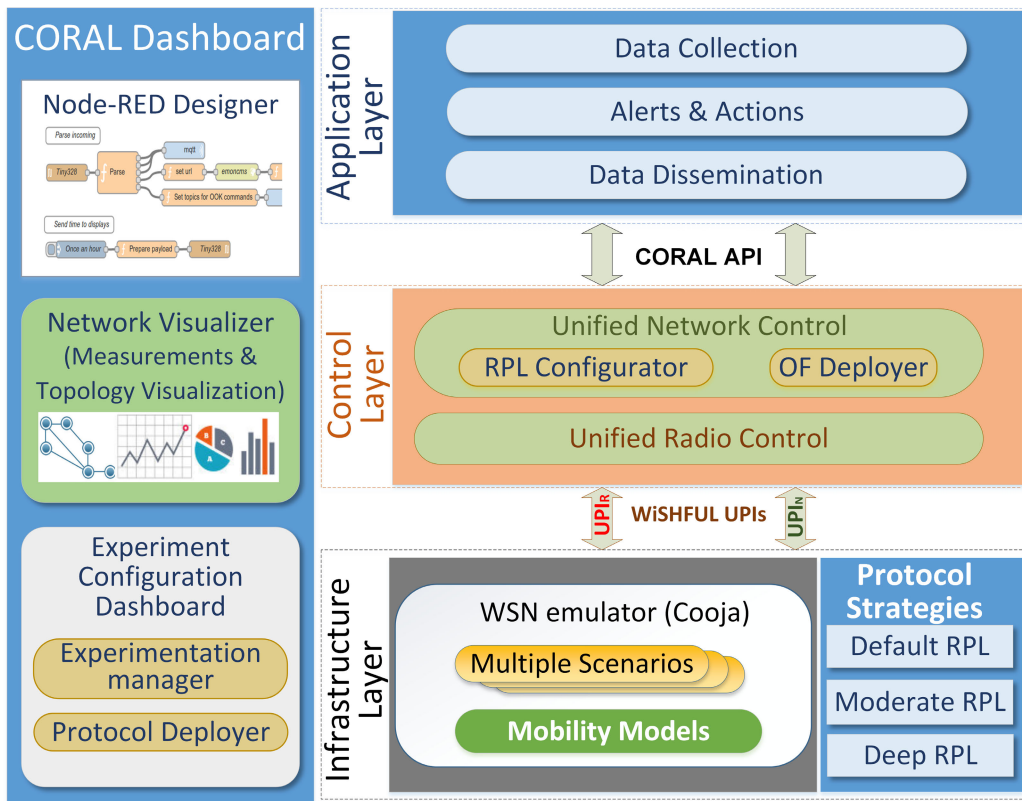 CORAL Dashboard
Node-RED Designer
Parse incoming
Tiny328
Parse
mqtt
set url
emoncms
Set topics for OOK commands
Send time to displays
Once an hour
Prepare payload
Tiny328
Network Visualizer
(Measurements &
Topology Visualization)
B
C
A
Experiment
Configuration
Dashboard
Experimentation
manager
Protocol Deployer
Application
Layer
Data Collection
Alerts & Actions
Data Dissemination
CORAL API
Control
Layer
Unified Network Control
RPL Configurator
OF Deployer
Unified Radio Control
UPIR
WiSHFUL UPIs
UPIN
Infrastructure
Layer
WSN emulator (Cooja)
Multiple Scenarios
Mobility Models
Protocol
Strategies
Default RPL
Moderate RPL
Deep RPL